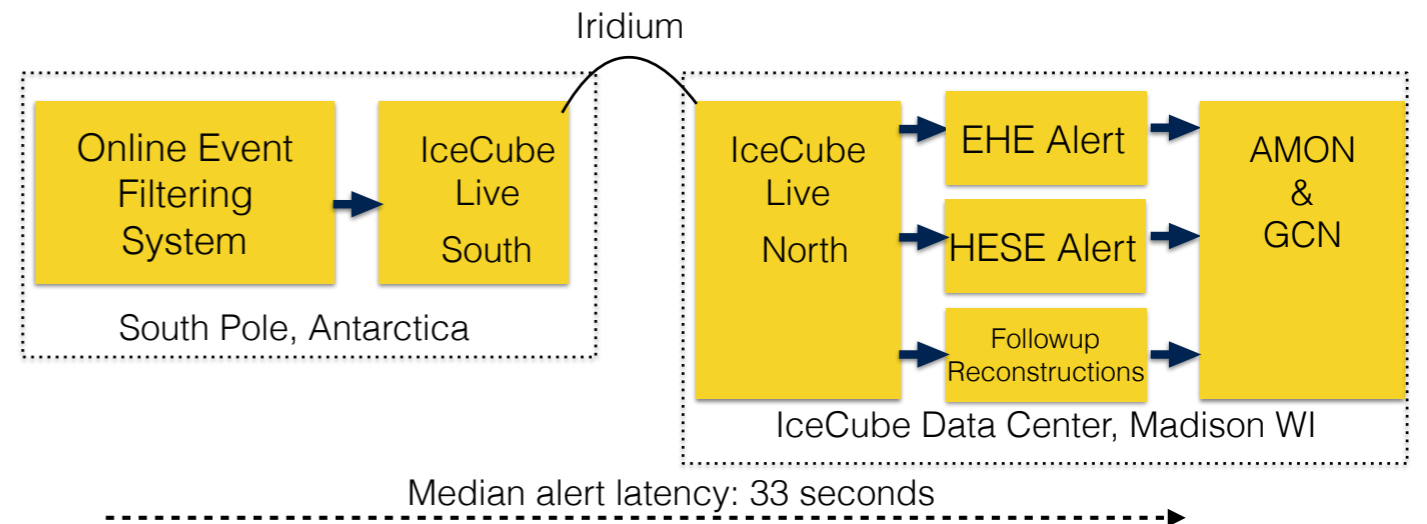 Iridium
Online Event
Filtering
System
IceCube
Live
South
South Pole, Antarctica
IceCube
Live
North
EHE Alert
HESE Alert
Followup
Reconstructions
AMON
&
GCN
IceCube Data Center, Madison WI
Median alert latency: 33 seconds